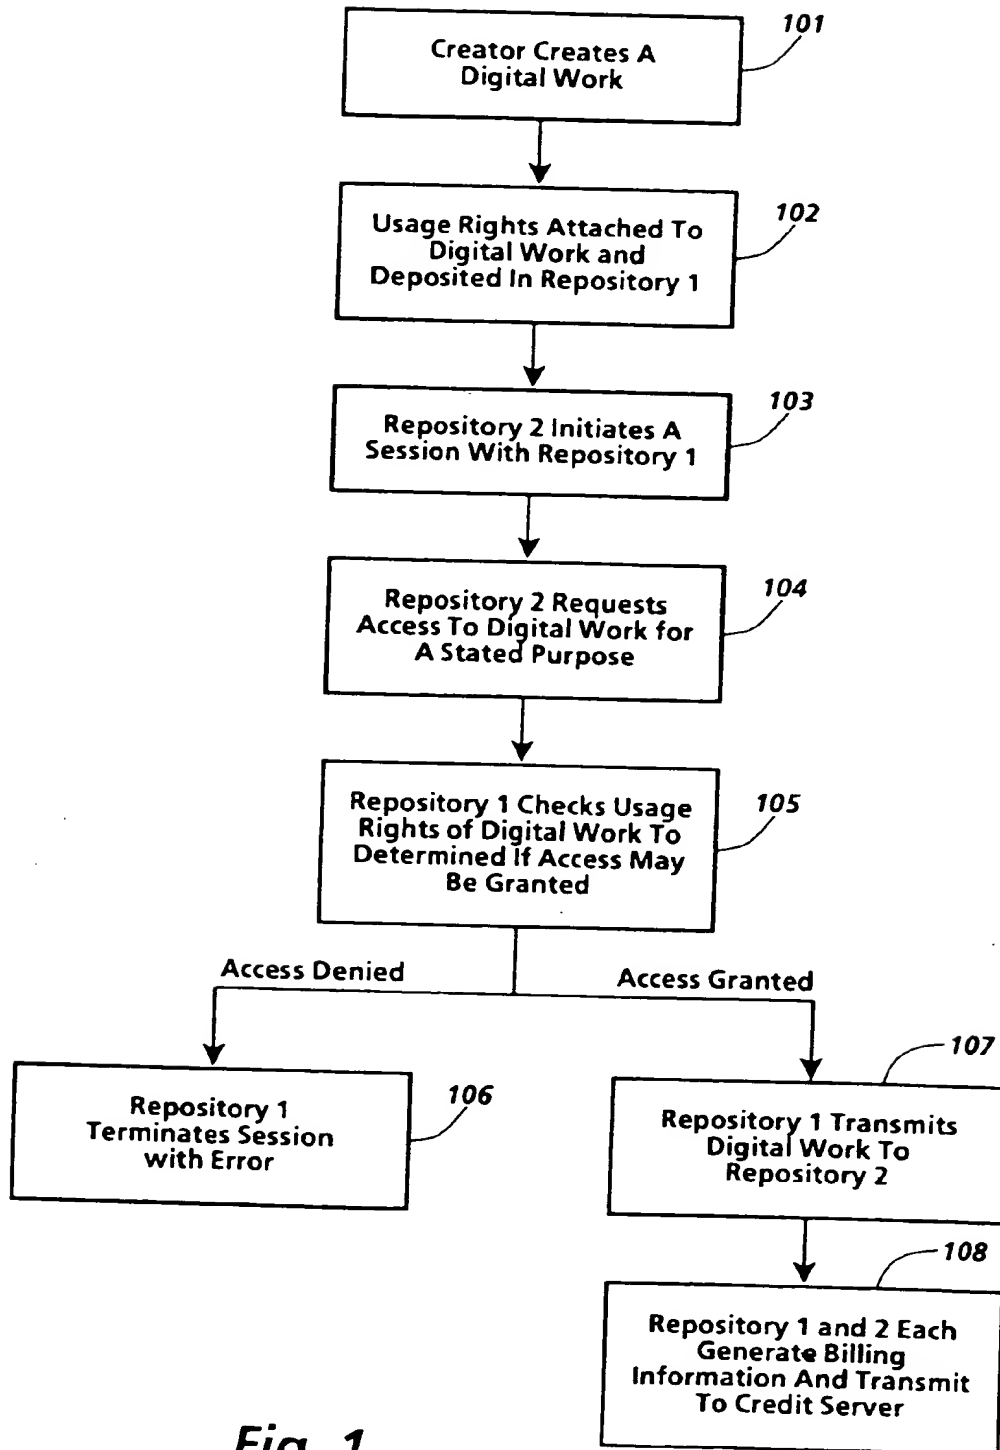 101
Creator Creates A
Digital Work
102
Usage Rights Attached To
Digital Work and
Deposited In Repository 1
103
Repository 2 Initiates A
Session With Repository 1
104
Repository 2 Requests
Access To Digital Work for
A Stated Purpose
105
Repository 1 Checks Usage
Rights of Digital Work To
Determined If Access May
Be Granted
Access Denied
Access Granted
106
Repository 1
Terminates Session
with Error
107
Repository 1 Transmits
Digital Work To
Repository 2
108
Repository 1 and 2 Each
Generate Billing
Information And Transmit
To Credit Server
Fig. 1